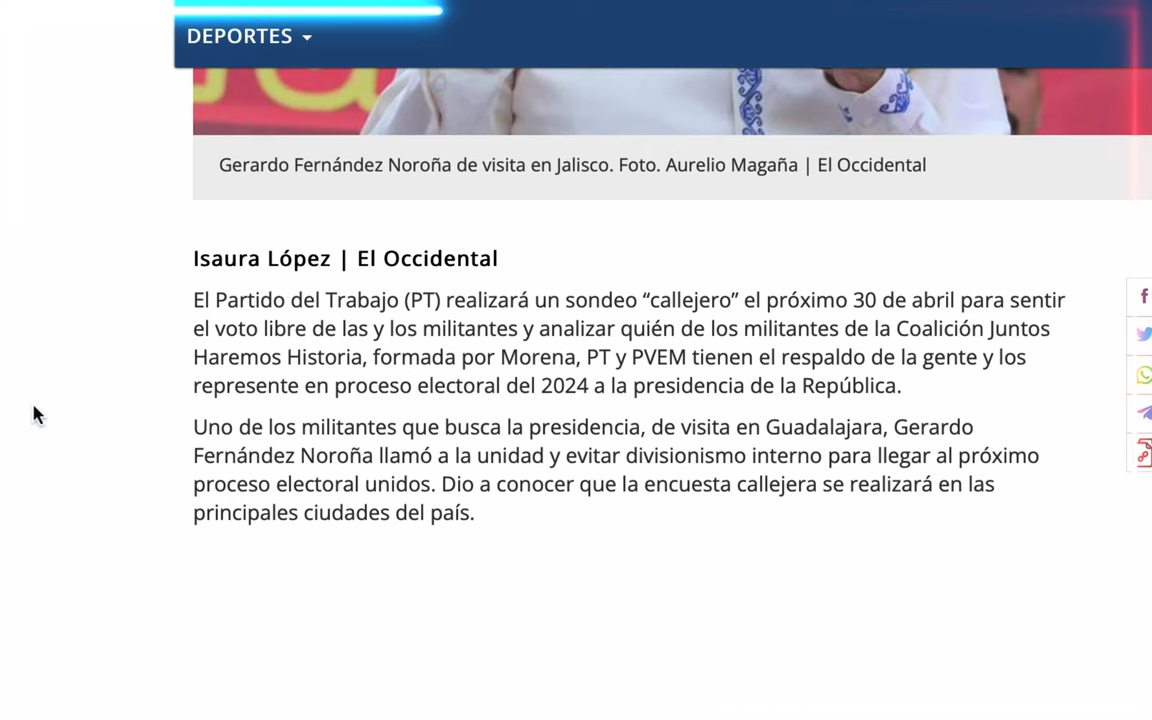 DEPORTES
Gerardo Fernández Noroña de visita en Jalisco. Foto. Aurelio Magaña | El Occidental
Isaura López | El Occidental
El Partido del Trabajo (PT) realizará un sondeo “callejero” el próximo 30 de abril para sentir
el voto libre de las y los militantes y analizar quién de los militantes de la Coalición Juntos
Haremos Historia, formada por Morena, PT y PVEM tienen el respaldo de la gente y los
represente en proceso electoral del 2024 a la presidencia de la República.
Uno de los militantes que busca la presidencia, de visita en Guadalajara, Gerardo
Fernández Noroña llamó a la unidad y evitar divisionismo interno para llegar al próximo
proceso electoral unidos. Dio a conocer que la encuesta callejera se realizará en las
principales ciudades del país.